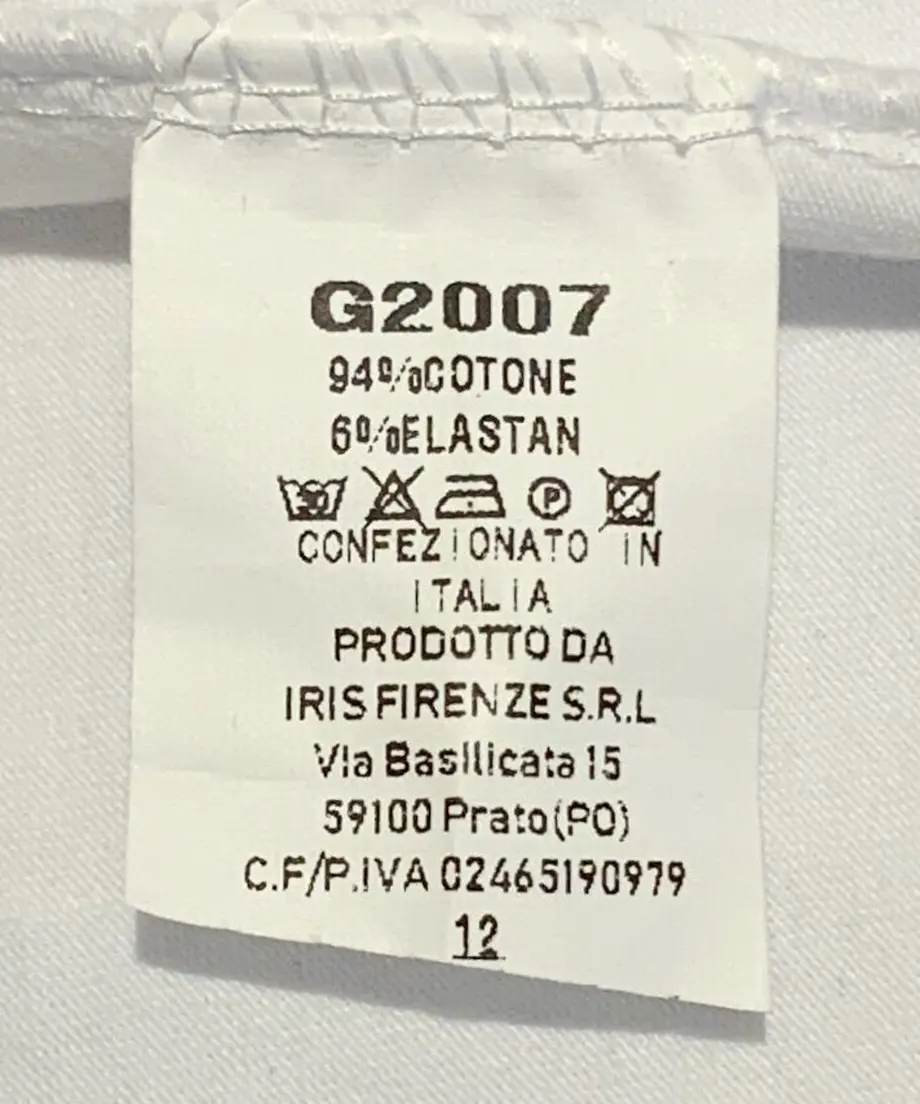 G2007
94%COTONE
6%ELASTAN
30 P
CONFEZIONATO IN
ITALIA
PRODOTTO DA
IRIS FIRENZE S.R.L
Via Basilicata 15
59100 Prato(PO)
C.F/P.IVA 02465190979
12